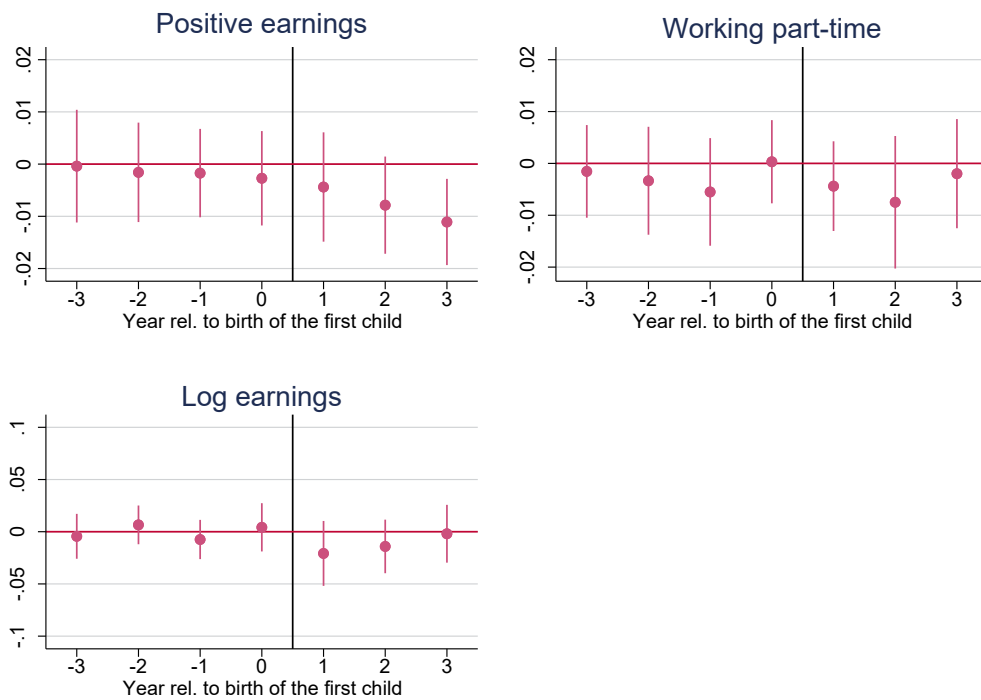 Positive earnings
.02
.01
0
-.01
-.02
-3 -2 -1 0 1 2 3
Year rel. to birth of the first child
Working part-time
.02
.01
0
-.01
-.02
-3 -2 -1 0 1 2 3
Year rel. to birth of the first child
Log earnings
.1
.05
0
-.05
-.1
-3 -2 -1 0 1 2 3
Year rel. to birth of the first child